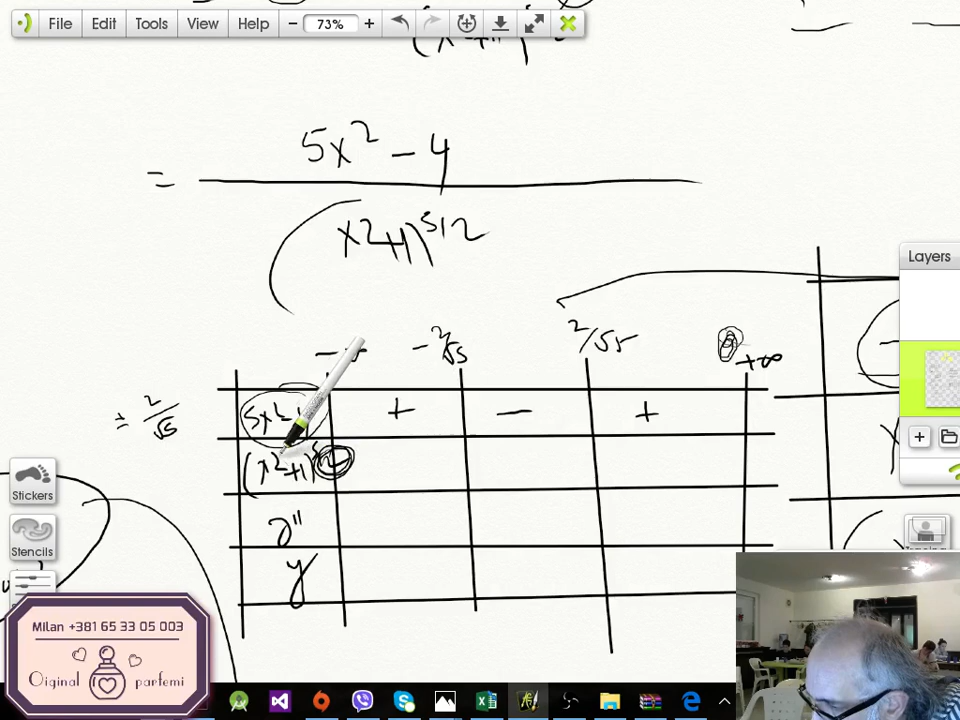 File Edit Tools View Help − 73% +
= 5x2 − 4
(x2+1)5/2
Layers
−2/√5 2/√5 +∞
± 2/√5 5x2−4 + − +
(x2+1)
y''
y
Stickers
Stencils
Milan +381 65 33 05 003
Original parfemi